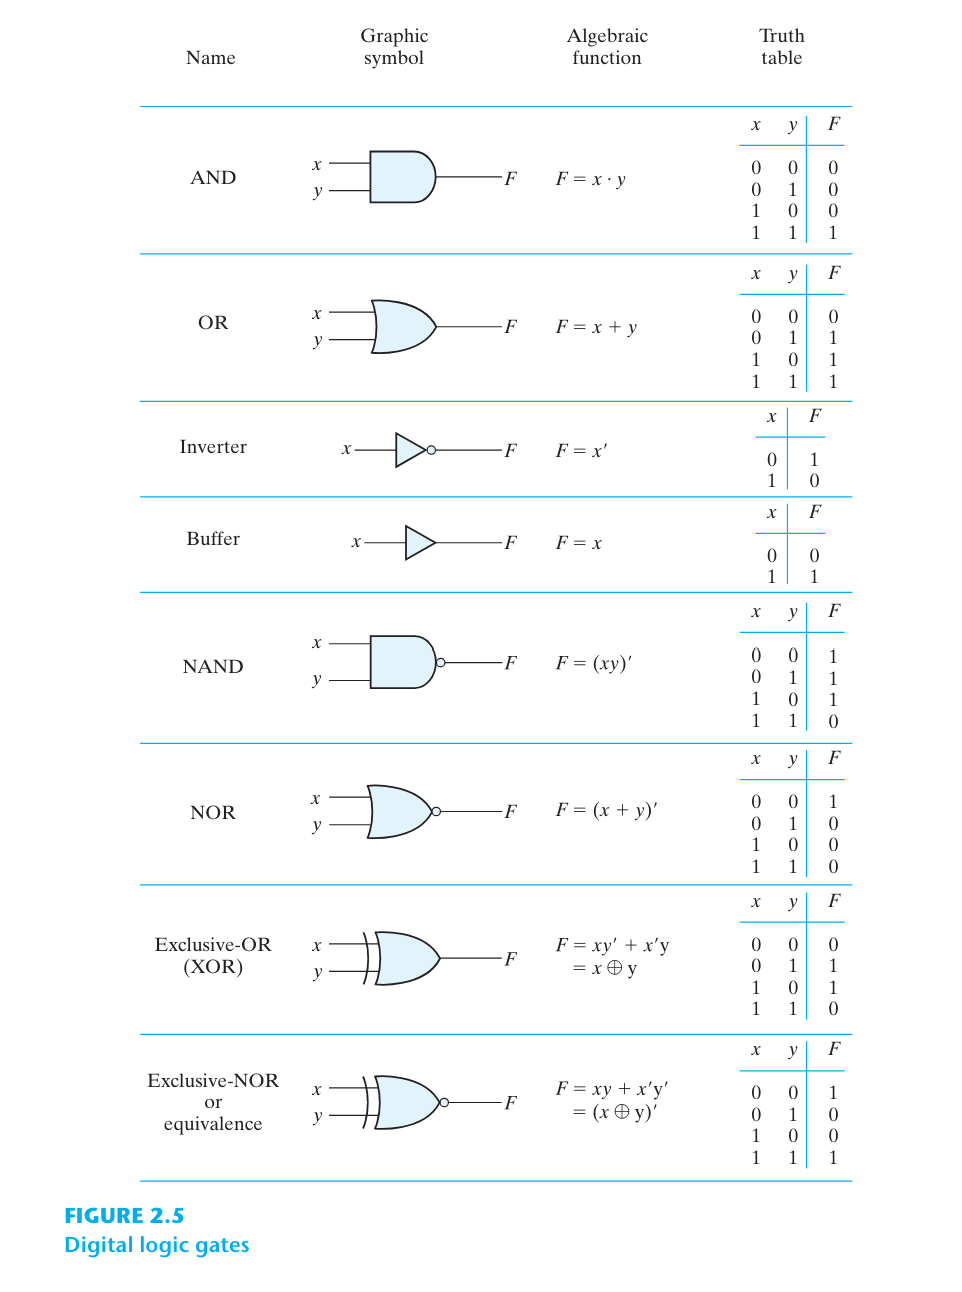 Name Graphic symbol Algebraic function Truth table
x y F
AND x y F F = x · y
0 0 0
0 1 0
1 0 0
1 1 1
x y F
OR x y F F = x + y
0 0 0
0 1 1
1 0 1
1 1 1
x F
Inverter x F F = x′
0 1
1 0
x F
Buffer x F F = x
0 0
1 1
x y F
NAND x y F F = (xy)′
0 0 1
0 1 1
1 0 1
1 1 0
x y F
NOR x y F F = (x + y)′
0 0 1
0 1 0
1 0 0
1 1 0
x y F
Exclusive-OR x y F F = xy′ + x′y
(XOR) = x ⊕ y
0 0 0
0 1 1
1 0 1
1 1 0
x y F
Exclusive-NOR x y F F = xy + x′y′
or = (x ⊕ y)′
equivalence
0 0 1
0 1 0
1 0 0
1 1 1
FIGURE 2.5
Digital logic gates